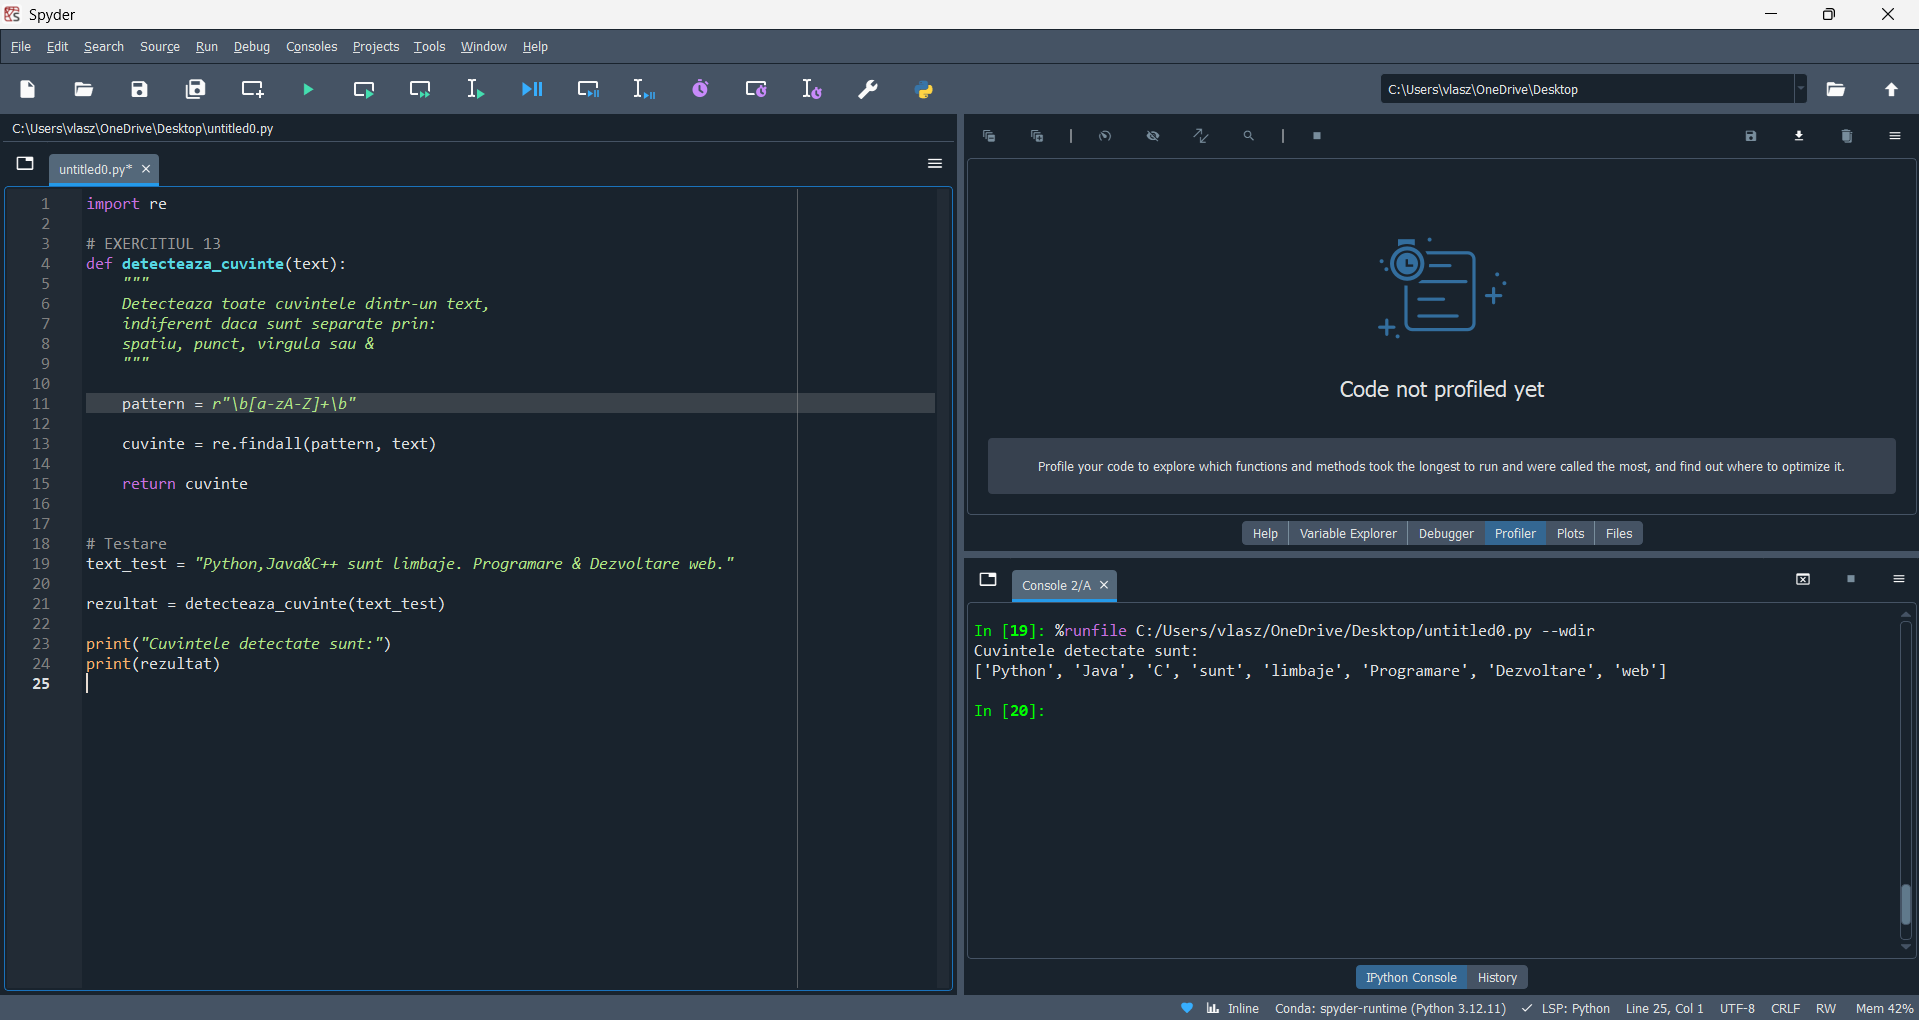 Spyder
File Edit Search Source Run Debug Consoles Projects Tools Window Help
C:\Users\vlasz\OneDrive\Desktop
C:\Users\vlasz\OneDrive\Desktop\untitled0.py
untitled0.py*
1 import re
2
3 # EXERCITIUL 13
4 def detecteaza_cuvinte(text):
5 """
6 Detecteaza toate cuvintele dintr-un text,
7 indiferent daca sunt separate prin:
8 spatiu, punct, virgula sau &
9 """
10
11 pattern = r"\b[a-zA-Z]+\b"
12
13 cuvinte = re.findall(pattern, text)
14
15 return cuvinte
16
17
18 # Testare
19 text_test = "Python,Java&C++ sunt limbaje. Programare & Dezvoltare web."
20
21 rezultat = detecteaza_cuvinte(text_test)
22
23 print("Cuvintele detectate sunt:")
24 print(rezultat)
25
Code not profiled yet
Profile your code to explore which functions and methods took the longest to run and were called the most, and find out where to optimize it.
Help Variable Explorer Debugger Profiler Plots Files
Console 2/A
In [19]: %runfile C:/Users/vlasz/OneDrive/Desktop/untitled0.py --wdir
Cuvintele detectate sunt:
['Python', 'Java', 'C', 'sunt', 'limbaje', 'Programare', 'Dezvoltare', 'web']
In [20]:
IPython Console History
Inline Conda: spyder-runtime (Python 3.12.11) LSP: Python Line 25, Col 1 UTF-8 CRLF RW Mem 42%